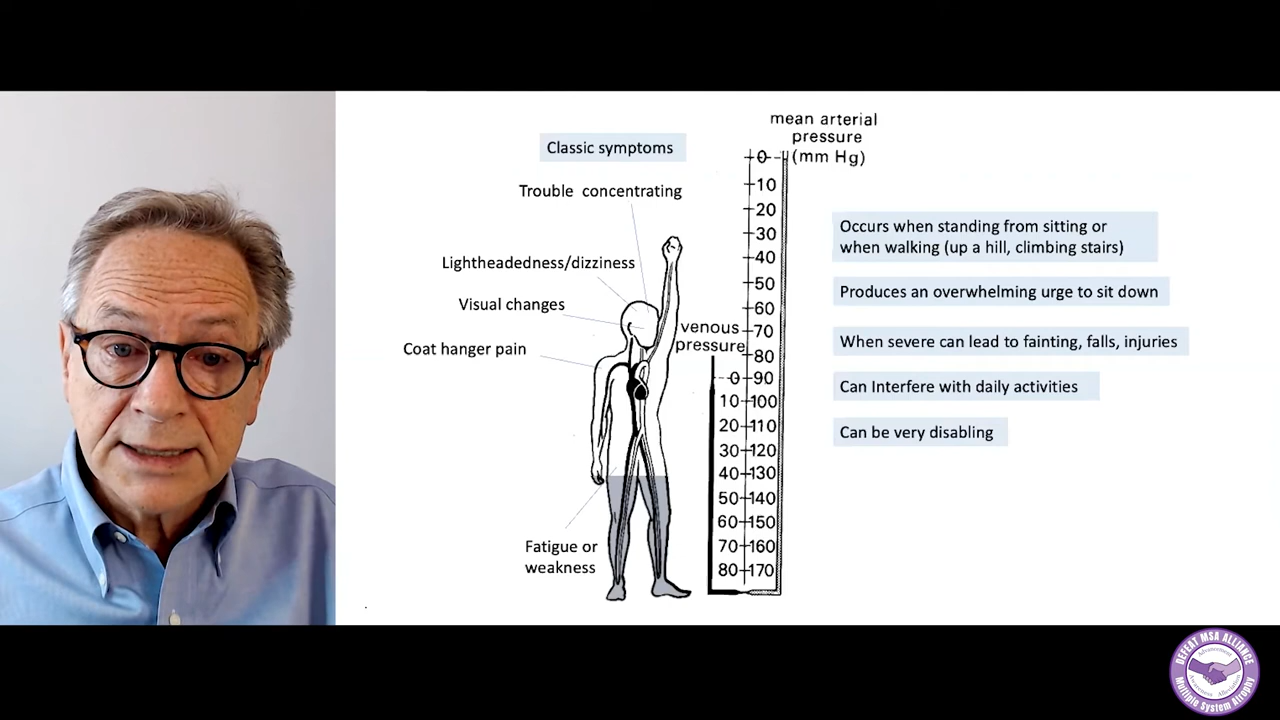 Classic symptoms
Trouble concentrating
Lightheadedness/dizziness
Visual changes
Coat hanger pain
Fatigue or
weakness
mean arterial
pressure
(mm Hg)
0
10
20
30
40
50
60
70
80
90
100
110
120
130
140
150
160
170
venous
pressure
0
10
20
30
40
50
60
70
80
Occurs when standing from sitting or
when walking (up a hill, climbing stairs)
Produces an overwhelming urge to sit down
When severe can lead to fainting, falls, injuries
Can Interfere with daily activities
Can be very disabling
DEFEAT MSA ALLIANCE
Advancement
Awareness Alleviation
Multiple System Atrophy